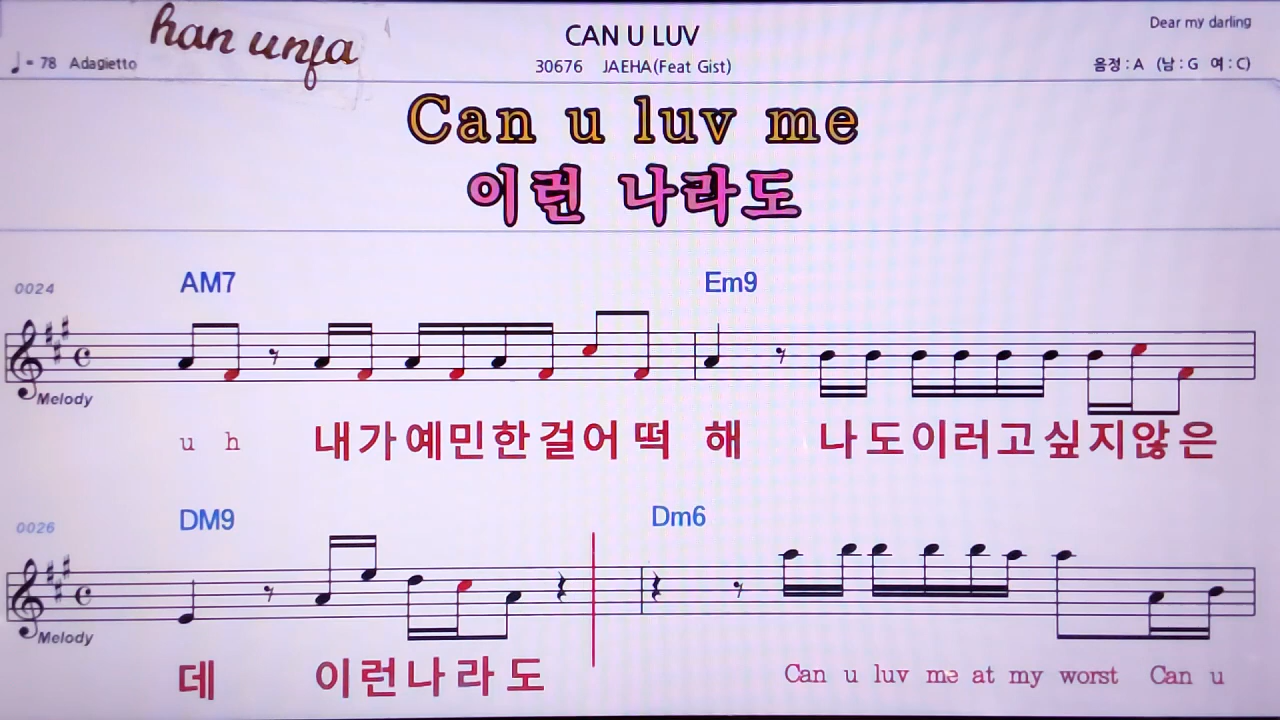 han unja
CAN U LUV
Dear my darling
♩= 78 Adagietto
30676 JAEHA(Feat Gist)
음정 : A (남 : G 여 : C)
Can u luv me
이런 나라도
0024 AM7 Em9
Melody
u h 내가예민한걸어떡 해 나도이러고싶지않은
0026 DM9 Dm6
Melody
데 이런나라도 Can u luv me at my worst Can u